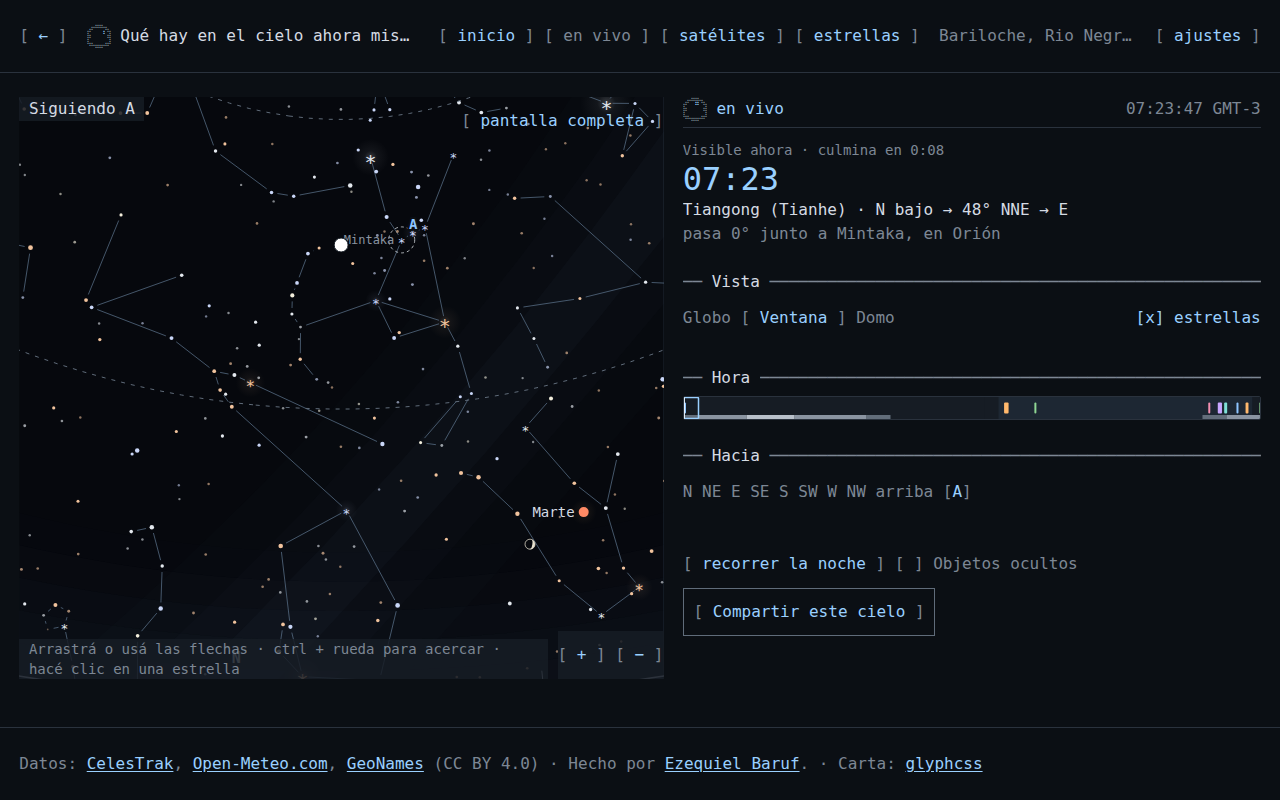 [ ← ] Qué hay en el cielo ahora mis… [ inicio ] [ en vivo ] [ satélites ] [ estrellas ] Bariloche, Rio Negr… [ ajustes ]
Siguiendo A
[ pantalla completa ]
A
Mintaka
Marte
N
Arrastrá o usá las flechas · ctrl + rueda para acercar ·
hacé clic en una estrella
[ + ] [ − ]
en vivo 07:23:47 GMT-3
Visible ahora · culmina en 0:08
07:23
Tiangong (Tianhe) · N bajo → 48° NNE → E
pasa 0° junto a Mintaka, en Orión
Vista
Globo [ Ventana ] Domo [x] estrellas
Hora
Hacia
N NE E SE S SW W NW arriba [A]
[ recorrer la noche ] [ ] Objetos ocultos
[ Compartir este cielo ]
Datos: CelesTrak, Open-Meteo.com, GeoNames (CC BY 4.0) · Hecho por Ezequiel Baruf. · Carta: glyphcss